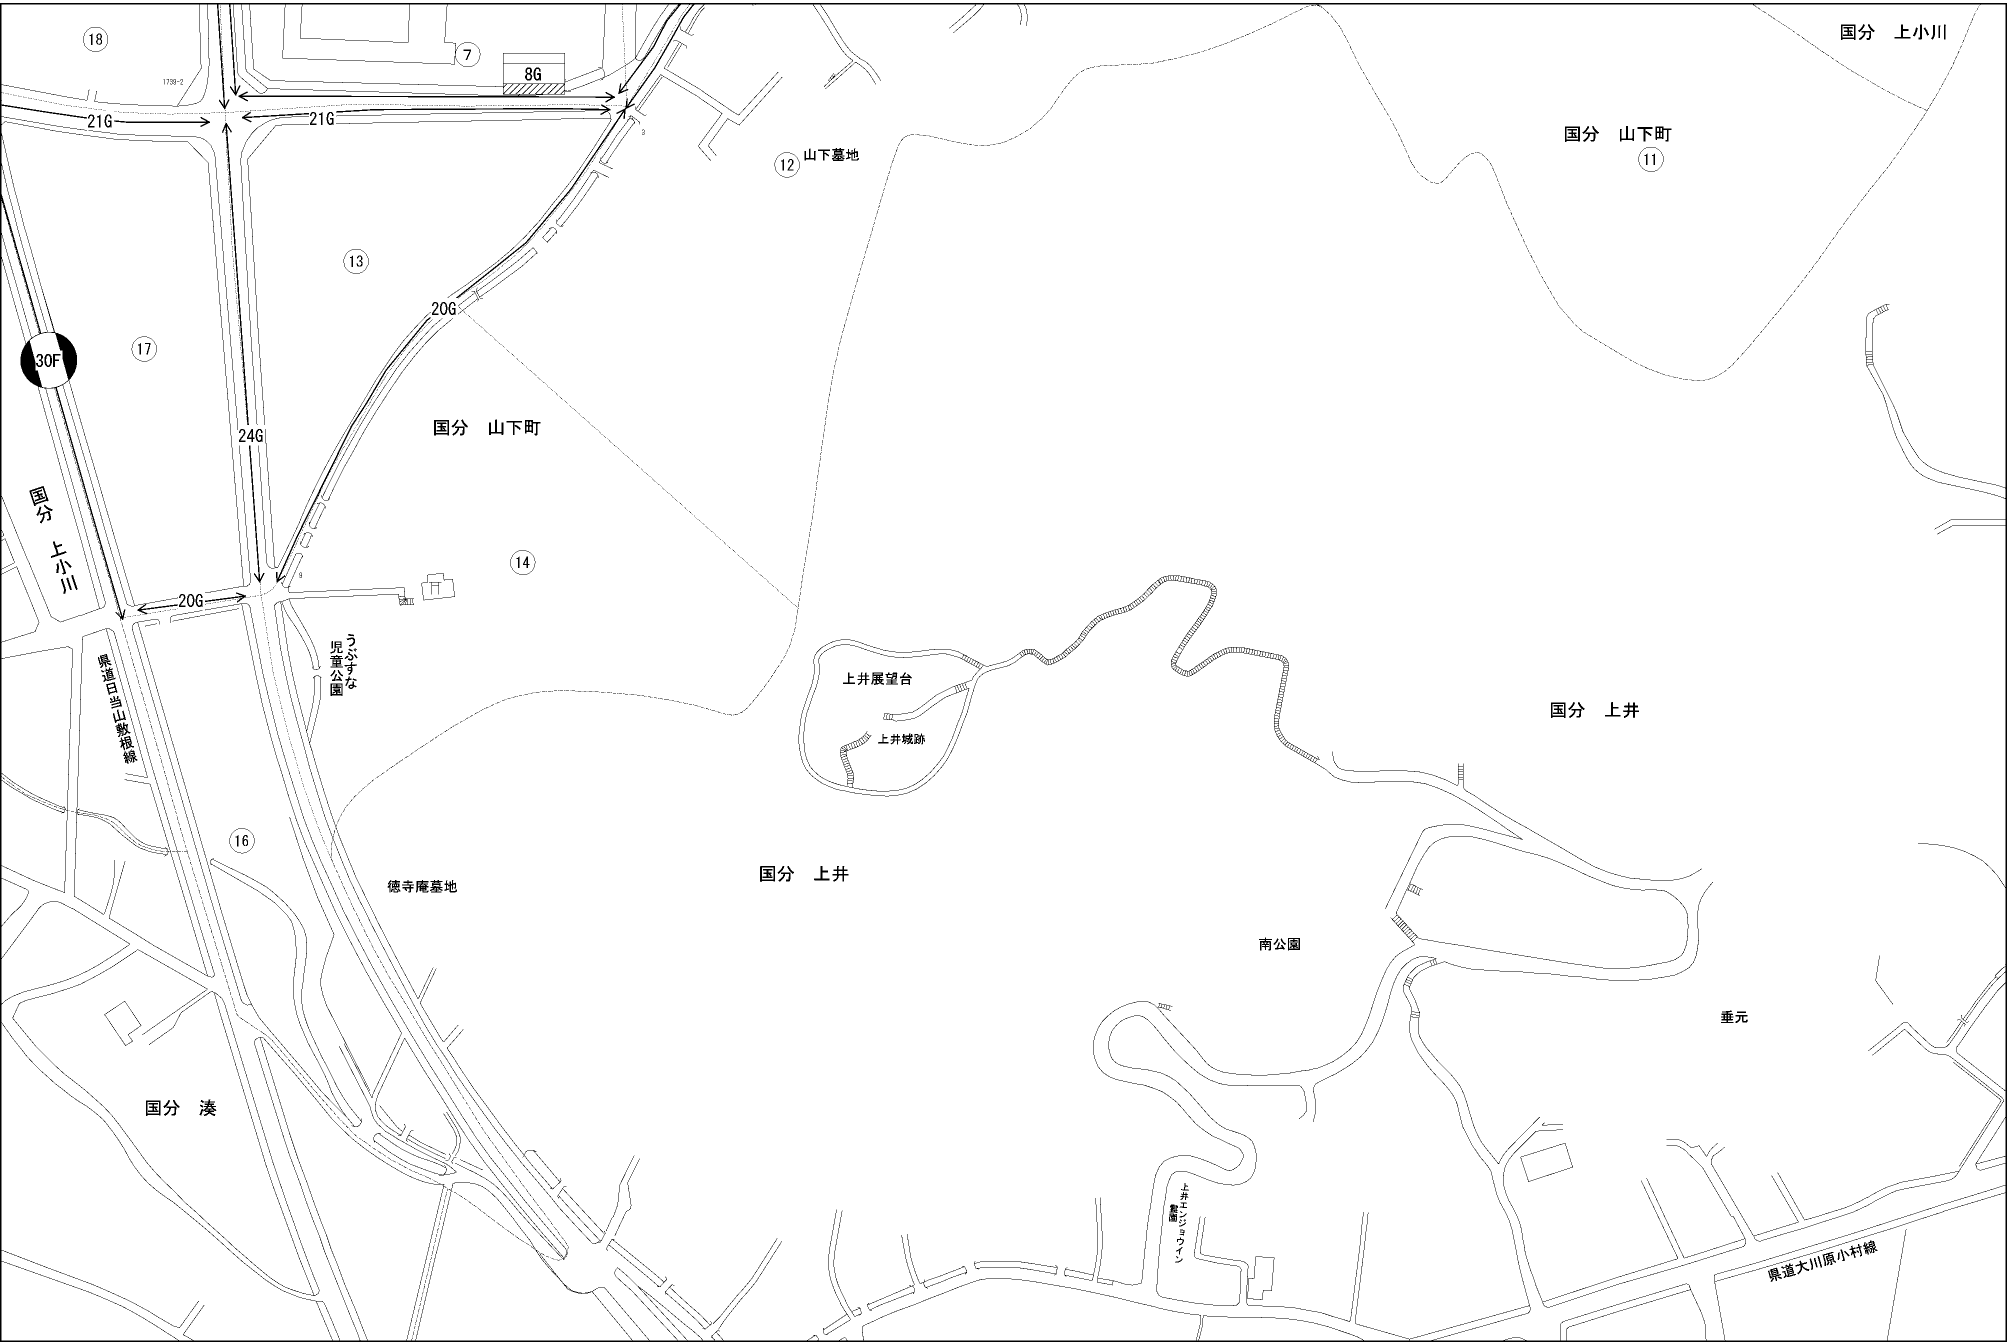 18
7
国分　上小川
1739-2
8G
21G
21G
3
12
山下墓地
国分　山下町
11
13
20G
17
30F
24G
国分　山下町
国分　上小川
14
9
20G
うぶすな
児童公園
県道日当山敷根線
上井展望台
上井城跡
国分　上井
16
徳寺庵墓地
国分　上井
南公園
垂元
国分　湊
上井エンジョウイン
霊園
県道大川原小村線